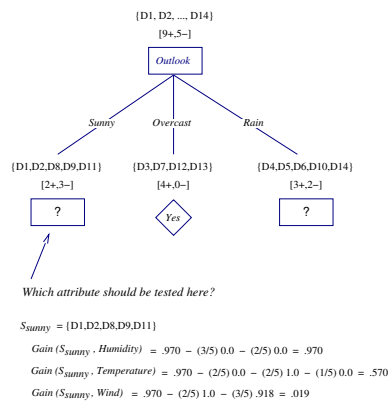 {D1, D2, ..., D14}
[9+,5−]
Outlook
Sunny Overcast Rain
{D1,D2,D8,D9,D11} {D3,D7,D12,D13} {D4,D5,D6,D10,D14}
[2+,3−] [4+,0−] [3+,2−]
? Yes ?
Which attribute should be tested here?
Ssunny = {D1,D2,D8,D9,D11}
Gain (Ssunny , Humidity) = .970 − (3/5) 0.0 − (2/5) 0.0 = .970
Gain (Ssunny , Temperature) = .970 − (2/5) 0.0 − (2/5) 1.0 − (1/5) 0.0 = .570
Gain (Ssunny , Wind) = .970 − (2/5) 1.0 − (3/5) .918 = .019